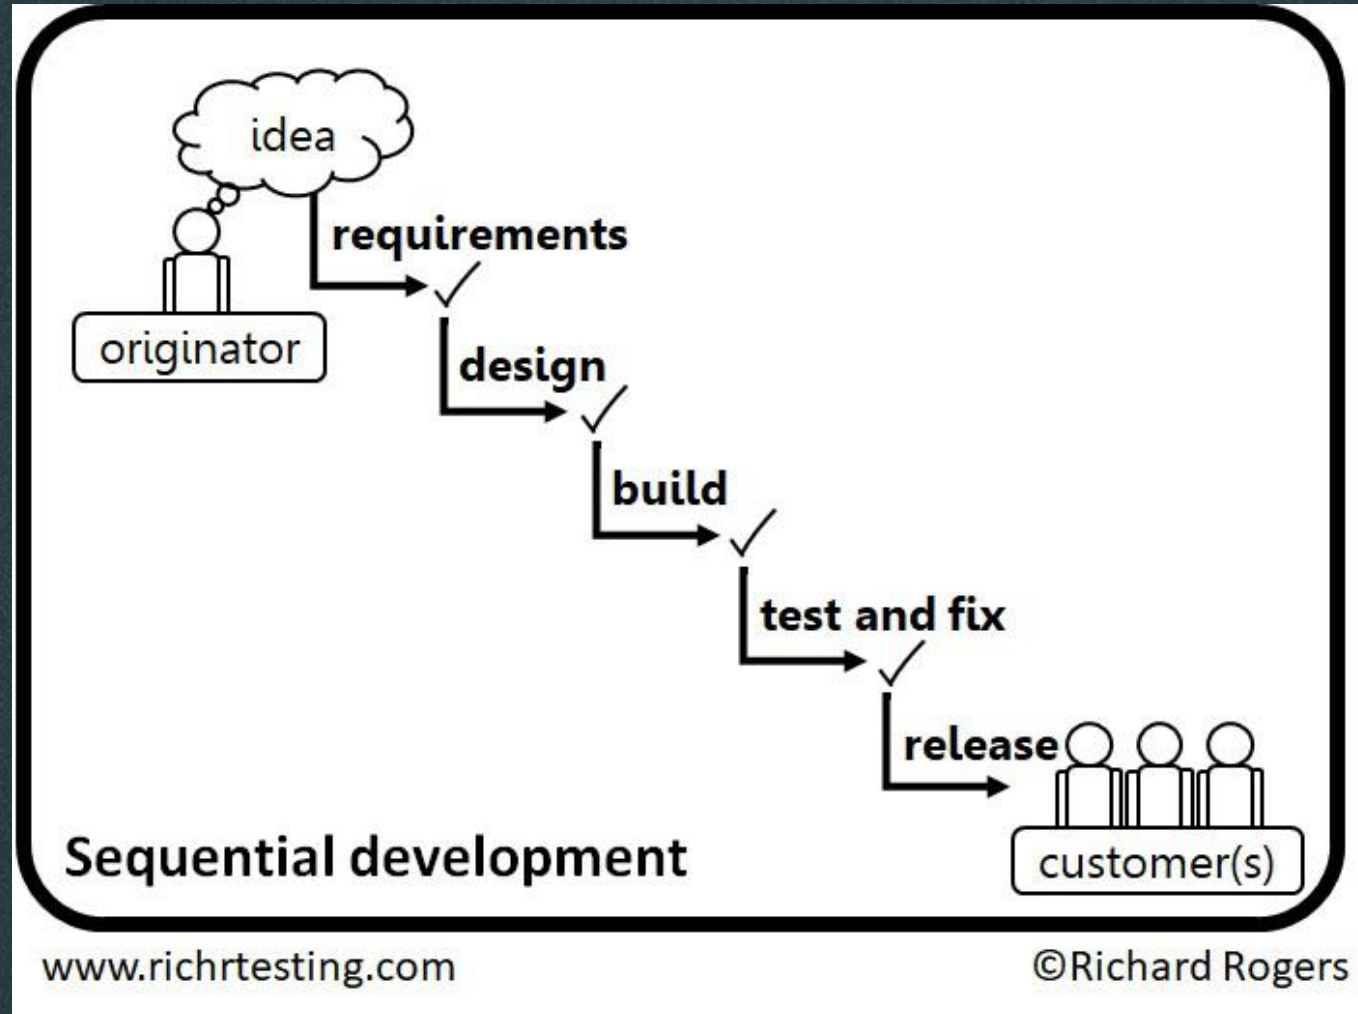 idea
requirements
originator
design
build
test and fix
release
Sequential development
customer(s)
www.richrtesting.com
©Richard Rogers